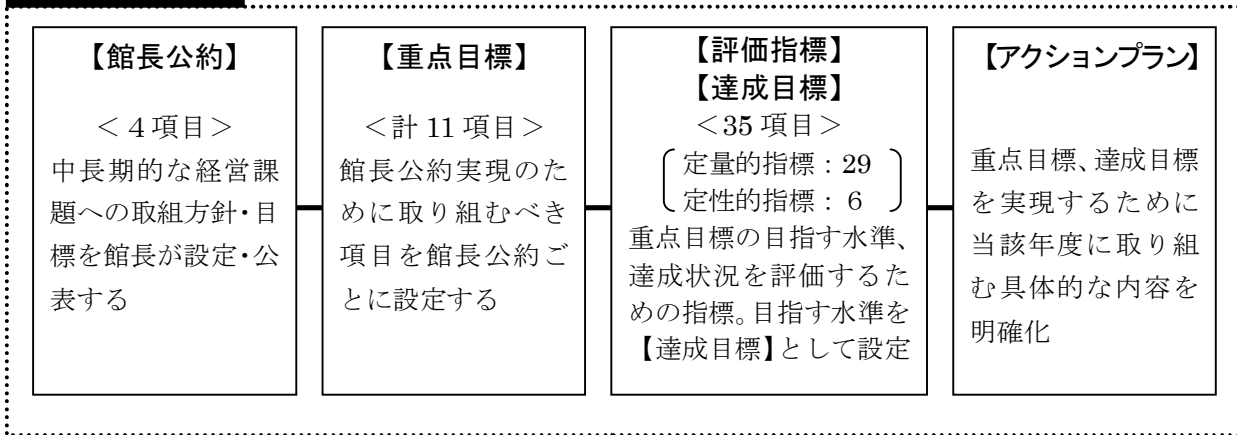 【館長公約】
＜４項目＞
中長期的な経営課
題への取組方針・目
標を館長が設定・公
表する
【重点目標】
＜計 11 項目＞
館長公約実現のた
めに取り組むべき
項目を館長公約ご
とに設定する
【評価指標】
【達成目標】
＜35 項目＞
定量的指標：29
定性的指標： 6
重点目標の目指す水準、
達成状況を評価するた
めの指標。目指す水準を
【達成目標】として設定
【アクションプラン】
重点目標、達成目標
を実現するために
当該年度に取り組
む具体的な内容を
明確化